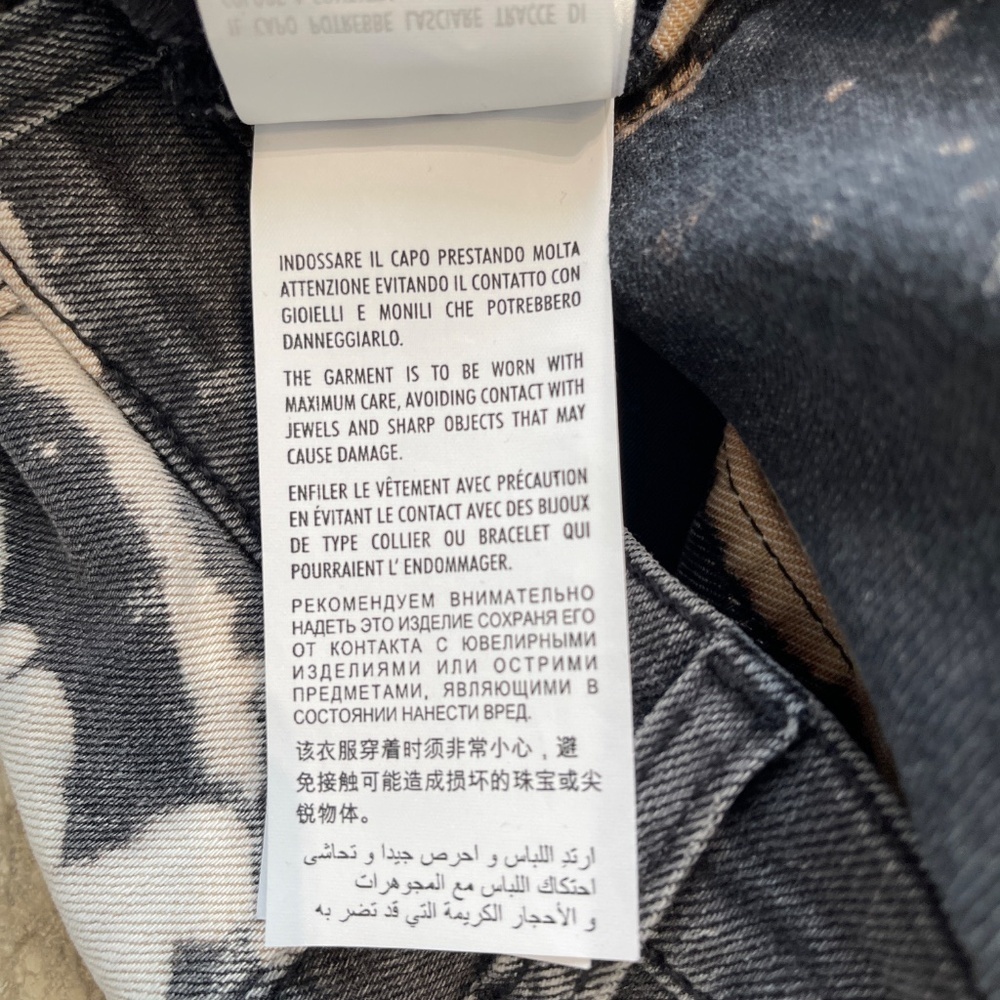 IL CAPO POTREBBE LASCIARE TRACCE DI
INDOSSARE IL CAPO PRESTANDO MOLTA
ATTENZIONE EVITANDO IL CONTATTO CON
GIOIELLI E MONILI CHE POTREBBERO
DANNEGGIARLO.
THE GARMENT IS TO BE WORN WITH
MAXIMUM CARE, AVOIDING CONTACT WITH
JEWELS AND SHARP OBJECTS THAT MAY
CAUSE DAMAGE.
ENFILER LE VÊTEMENT AVEC PRÉCAUTION
EN ÉVITANT LE CONTACT AVEC DES BIJOUX
DE TYPE COLLIER OU BRACELET QUI
POURRAIENT L' ENDOMMAGER.
РЕКОМЕНДУЕМ ВНИМАТЕЛЬНО
НАДЕТЬ ЭТО ИЗДЕЛИЕ СОХРАНЯ ЕГО
ОТ КОНТАКТА С ЮВЕЛИРНЫМИ
ИЗДЕЛИЯМИ ИЛИ ОСТРИМИ
ПРЕДМЕТАМИ, ЯВЛЯЮЩИМИ В
СОСТОЯНИИ НАНЕСТИ ВРЕД.
该衣服穿着时须非常小心，避
免接触可能造成损坏的珠宝或尖
锐物体。
ارتدِ اللباس و احرص جيدا و تحاشى
احتكاك اللباس مع المجوهرات
و الأحجار الكريمة التي قد تضر به